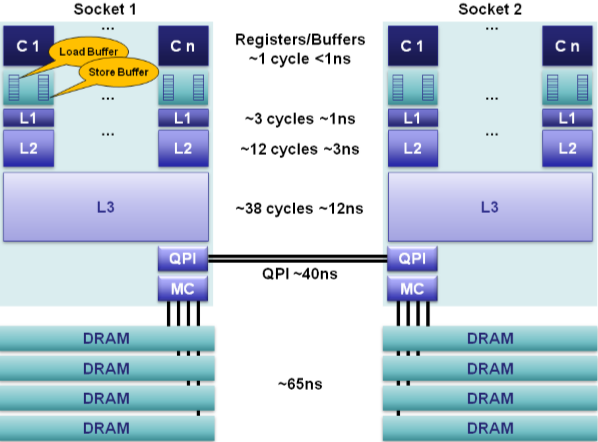 Socket 1
Socket 2
...
C 1
C n
Load Buffer
Store Buffer
Registers/Buffers
~1 cycle <1ns
...
C 1
C n
...
...
L1
L1
~3 cycles ~1ns
L1
L1
...
...
L2
L2
~12 cycles ~3ns
L2
L2
L3
~38 cycles ~12ns
L3
QPI
QPI
QPI ~40ns
MC
MC
DRAM
DRAM
DRAM
DRAM
~65ns
DRAM
DRAM
DRAM
DRAM